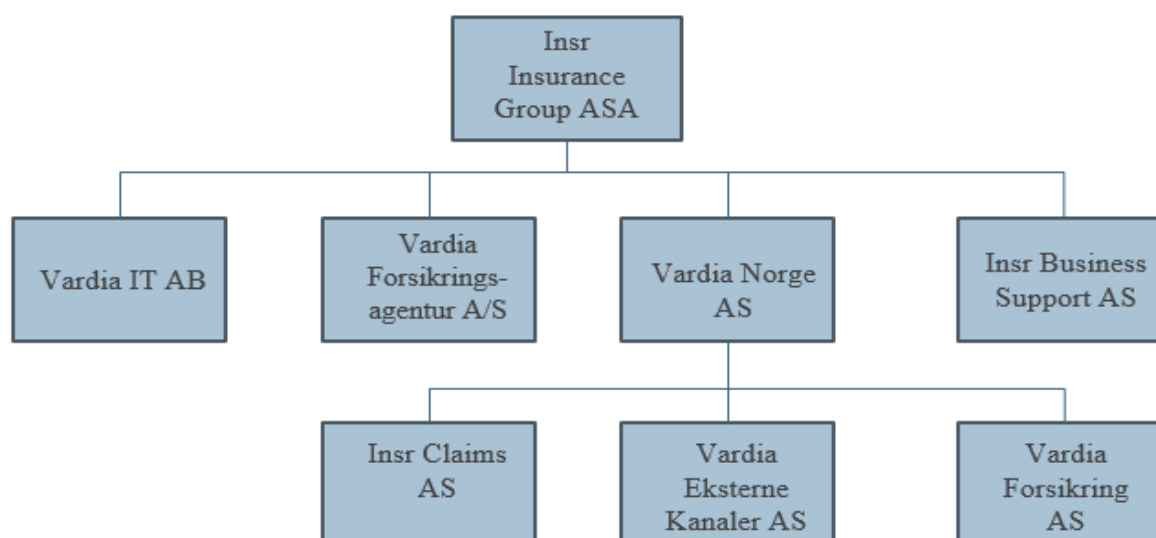 Insr
Insurance
Group ASA
Vardia IT AB
Vardia
Forsikrings-
agentur A/S
Vardia Norge
AS
Insr Business
Support AS
Insr Claims
AS
Vardia
Eksterne
Kanaler AS
Vardia
Forsikring
AS